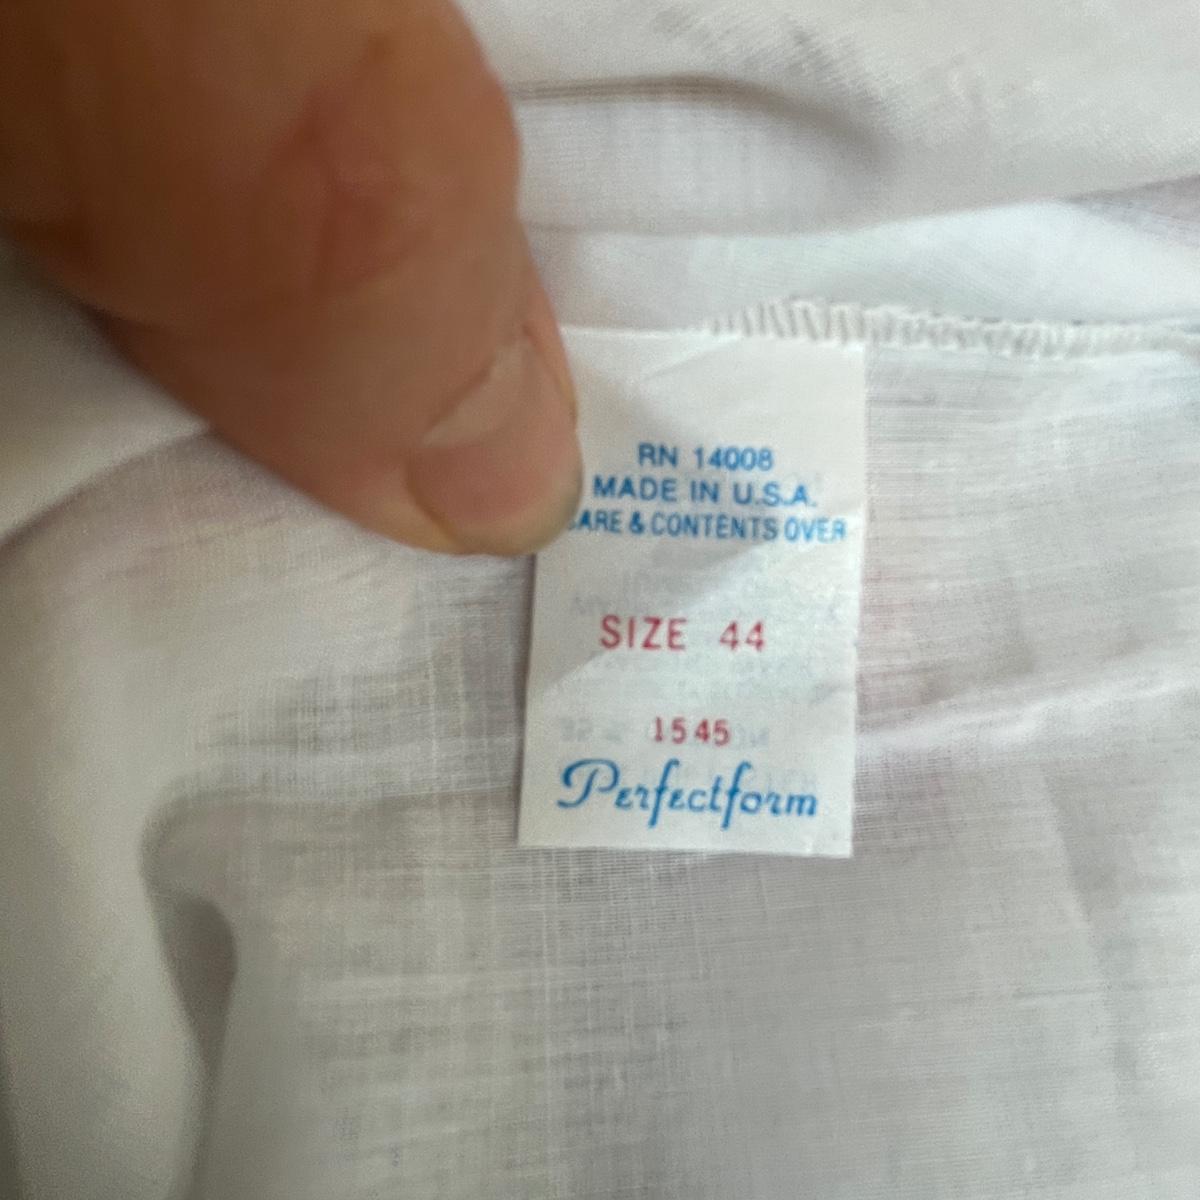 RN 14008
MADE IN U.S.A.
CARE & CONTENTS OVER
SIZE 44
1545
Perfectform